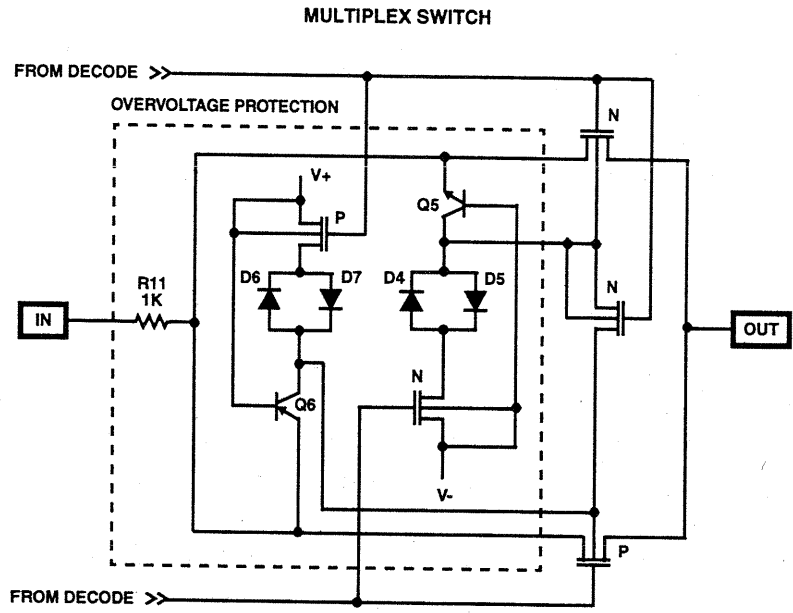 MULTIPLEX SWITCH
FROM DECODE
OVERVOLTAGE PROTECTION
N
V+
P
Q5
R11
1K
D6
D7
D4
D5
N
IN
OUT
N
Q6
V-
P
FROM DECODE